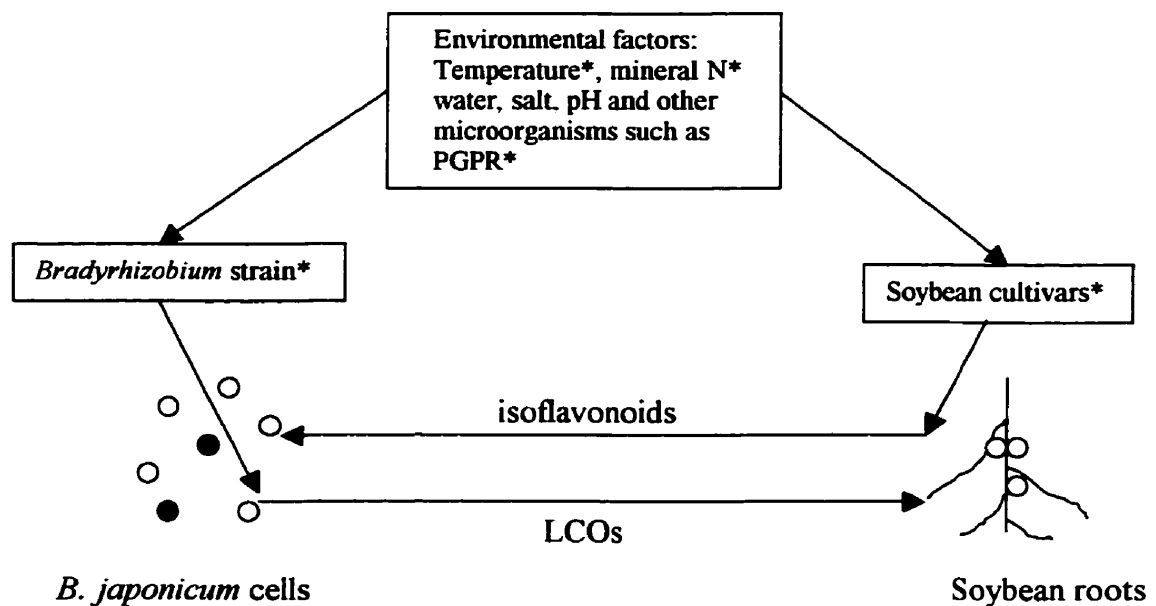 Environmental factors:
Temperature*, mineral N*
water, salt. pH and other
microorganisms such as
PGPR*
Bradyrhizobium strain*
Soybean cultivars*
isoflavonoids
LCOs
B. japonicum cells
Soybean roots